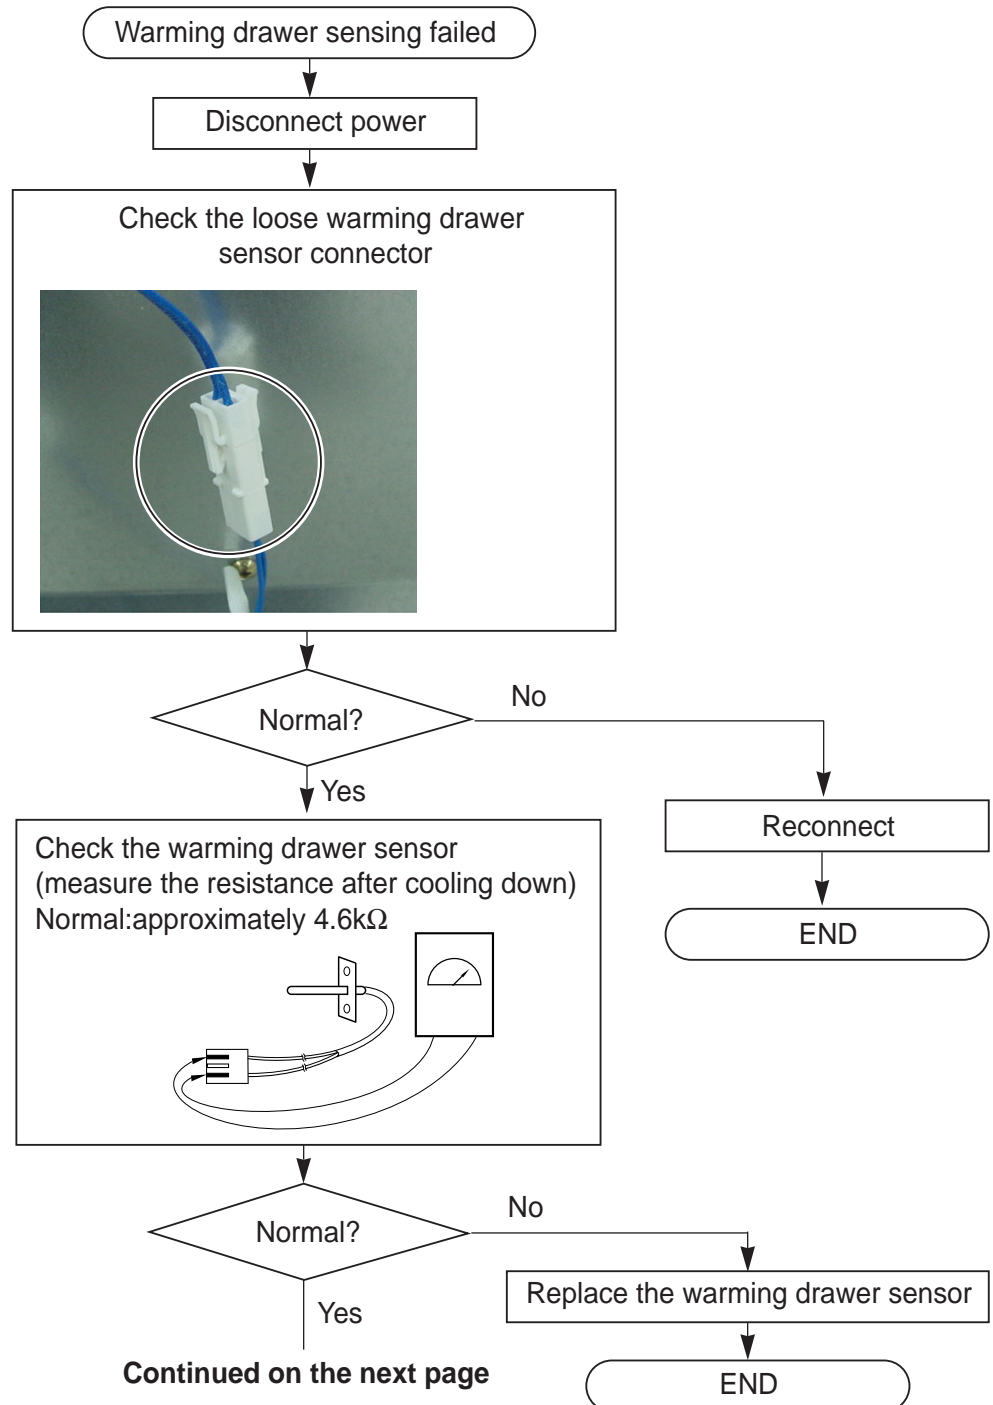 Warming drawer sensing failed
Disconnect power
Check the loose warming drawer
sensor connector
Normal?
No
Yes
Reconnect
END
Check the warming drawer sensor
(measure the resistance after cooling down)
Normal:approximately 4.6kΩ
Normal?
No
Yes
Replace the warming drawer sensor
END
Continued on the next page